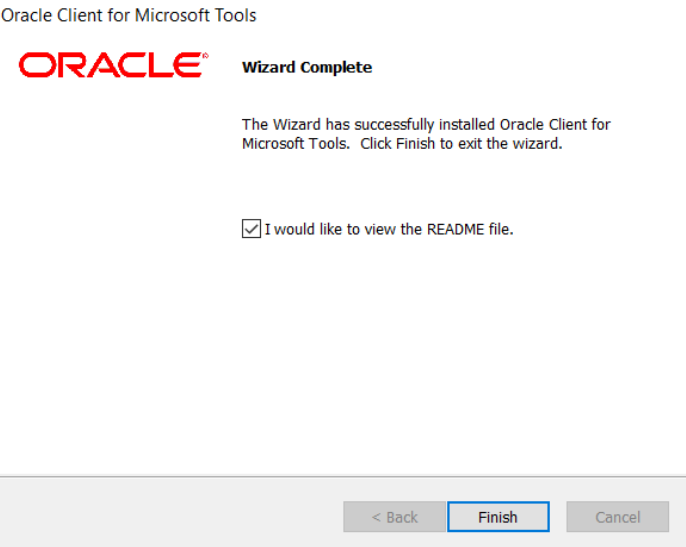 Oracle Client for Microsoft Tools
ORACLE®
Wizard Complete
The Wizard has successfully installed Oracle Client for
Microsoft Tools.  Click Finish to exit the wizard.
I would like to view the README file.
< Back
Finish
Cancel